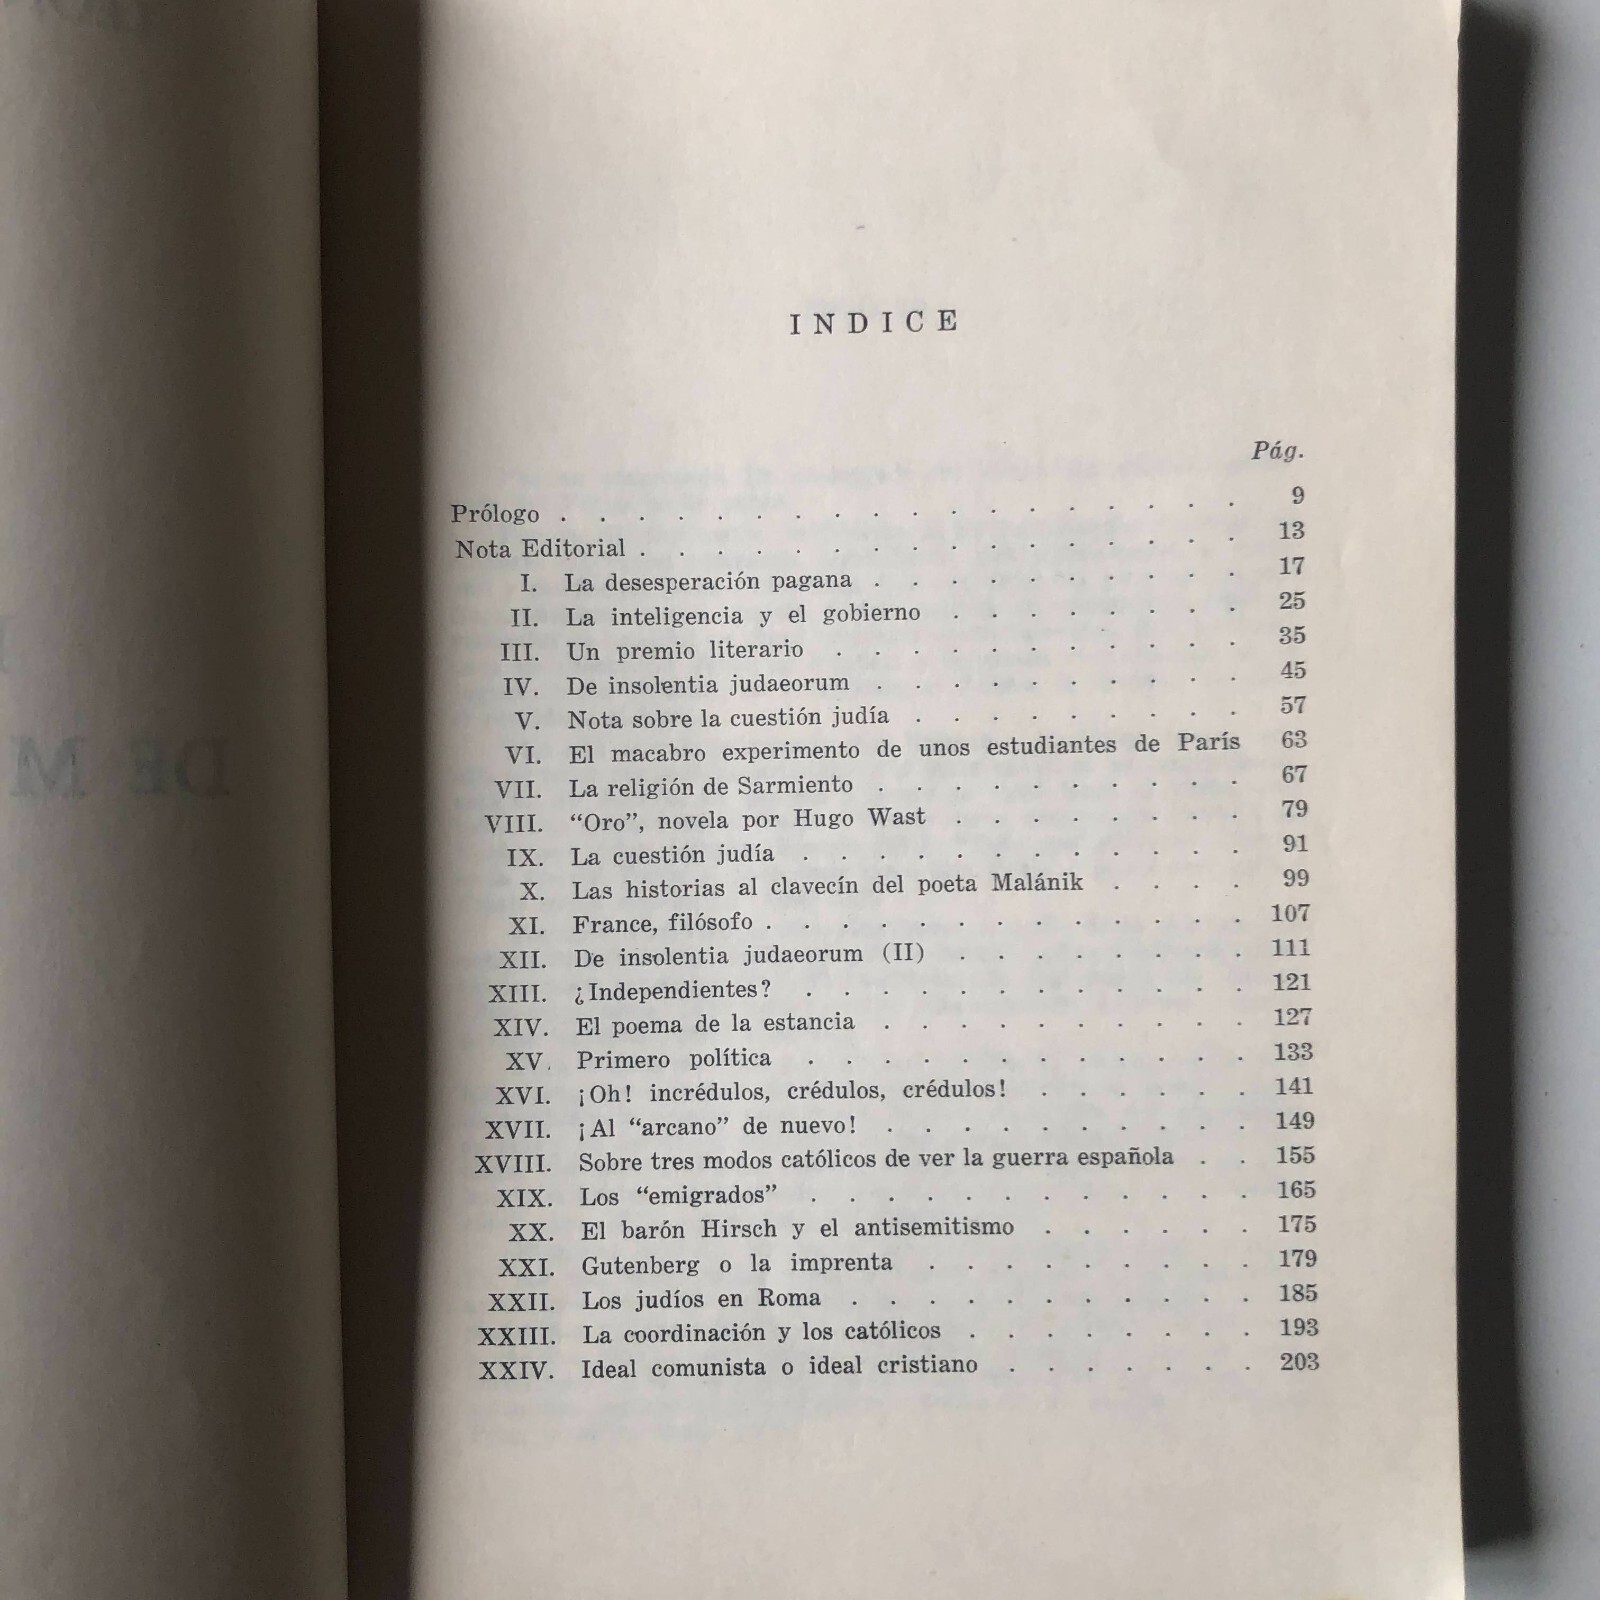 DE M
INDICE
Pág.
Prólogo . . . . . . . . . . . . . . . . . . 9
Nota Editorial . . . . . . . . . . . . . . . . 13
I. La desesperación pagana . . . . . . . . . . 17
II. La inteligencia y el gobierno . . . . . . . . 25
III. Un premio literario . . . . . . . . . . . 35
IV. De insolentia judaeorum . . . . . . . . . . 45
V. Nota sobre la cuestión judía . . . . . . . . . 57
VI. El macabro experimento de unos estudiantes de París 63
VII. La religión de Sarmiento . . . . . . . . . . 67
VIII. “Oro”, novela por Hugo Wast . . . . . . . . 79
IX. La cuestión judía . . . . . . . . . . . . 91
X. Las historias al clavecín del poeta Malánik . . . . 99
XI. France, filósofo . . . . . . . . . . . . . 107
XII. De insolentia judaeorum (II) . . . . . . . . 111
XIII. ¿Independientes? . . . . . . . . . . . . 121
XIV. El poema de la estancia . . . . . . . . . . 127
XV. Primero política . . . . . . . . . . . . 133
XVI. ¡Oh! incrédulos, crédulos, crédulos! . . . . . . 141
XVII. ¡Al “arcano” de nuevo! . . . . . . . . . . 149
XVIII. Sobre tres modos católicos de ver la guerra española . . 155
XIX. Los “emigrados” . . . . . . . . . . . . 165
XX. El barón Hirsch y el antisemitismo . . . . . . 175
XXI. Gutenberg o la imprenta . . . . . . . . . 179
XXII. Los judíos en Roma . . . . . . . . . . . 185
XXIII. La coordinación y los católicos . . . . . . . . 193
XXIV. Ideal comunista o ideal cristiano . . . . . . . 203